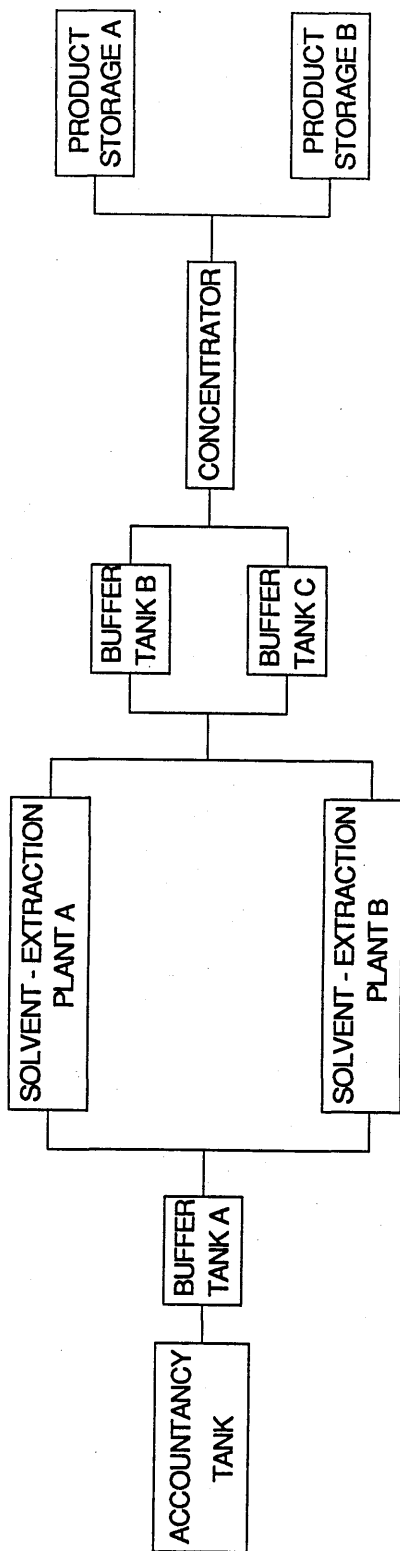 ACCOUNTANCY
TANK
BUFFER
TANK A
SOLVENT - EXTRACTION
PLANT A
SOLVENT - EXTRACTION
PLANT B
BUFFER
TANK B
BUFFER
TANK C
CONCENTRATOR
PRODUCT
STORAGE A
PRODUCT
STORAGE B